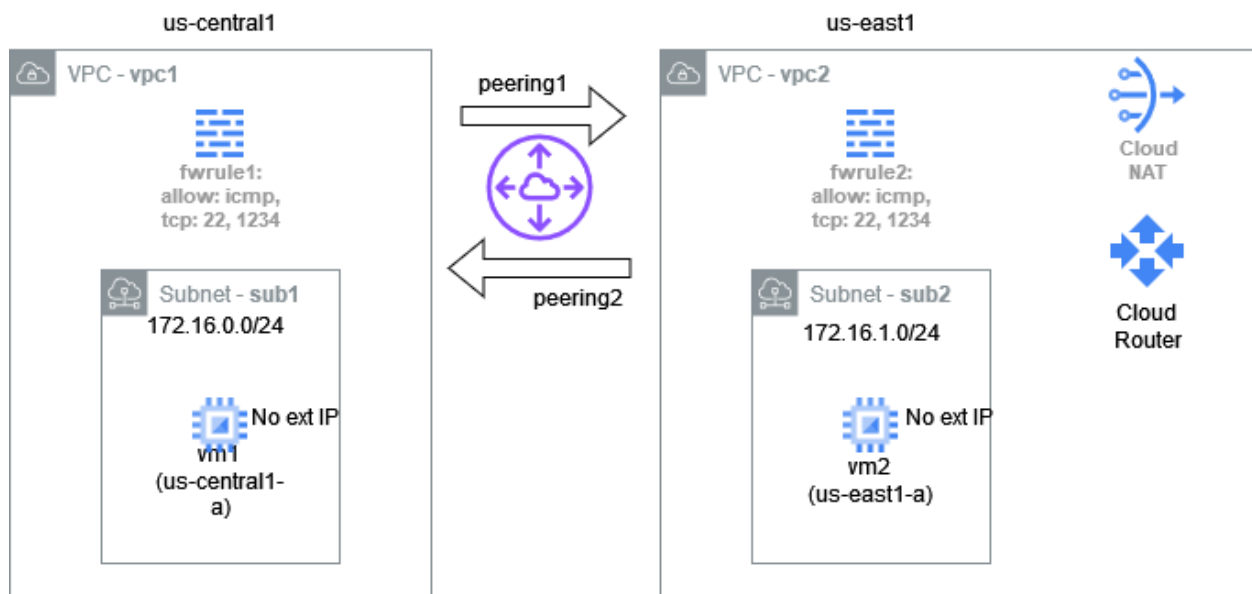 us-central1
us-east1
VPC - vpc1
peering1
VPC - vpc2
fwrule1:
allow: icmp,
tcp: 22, 1234
fwrule2:
allow: icmp,
tcp: 22, 1234
Cloud
NAT
peering2
Subnet - sub1
172.16.0.0/24
No ext IP
vm1
(us-central1-
a)
Subnet - sub2
172.16.1.0/24
No ext IP
vm2
(us-east1-a)
Cloud
Router